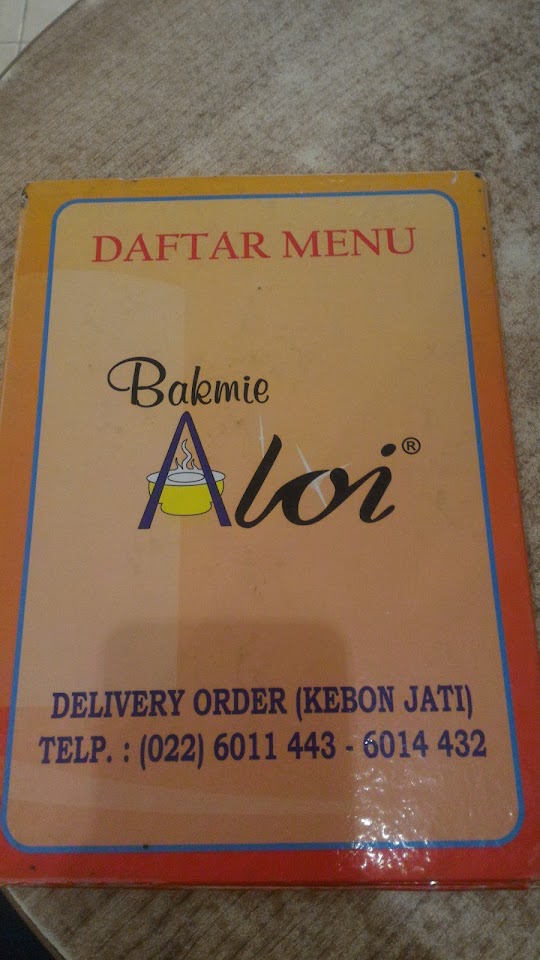 DAFTAR MENU
Bakmie
Aloi®
DELIVERY ORDER (KEBON JATI)
TELP. : (022) 6011 443 - 6014 432